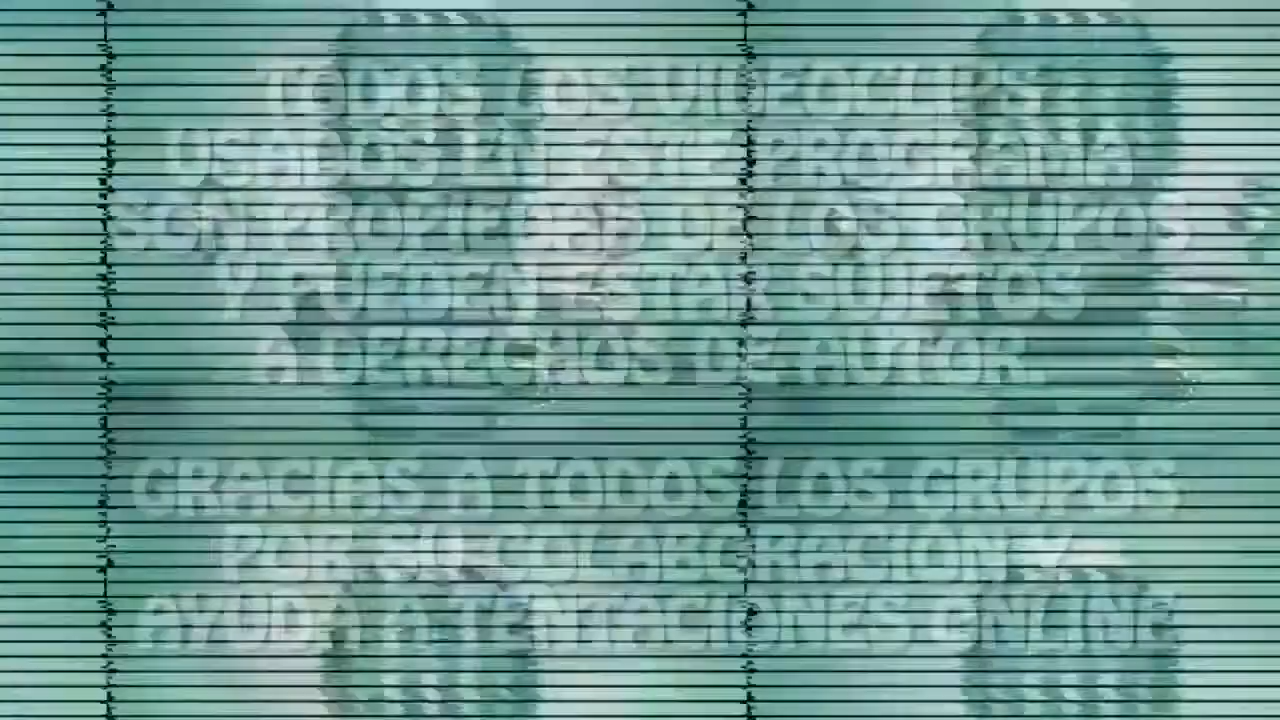 TODOS LOS VIDEOCLIPS
USADOS EN ESTE PROGRAMA
SON PROPIEDAD DE LOS GRUPOS
Y PUEDEN ESTAR SUJETOS
A DERECHOS DE AUTOR
GRACIAS A TODOS LOS GRUPOS
POR SU COLABORACIÓN Y
AYUDA A TENTACIONES ONLINE